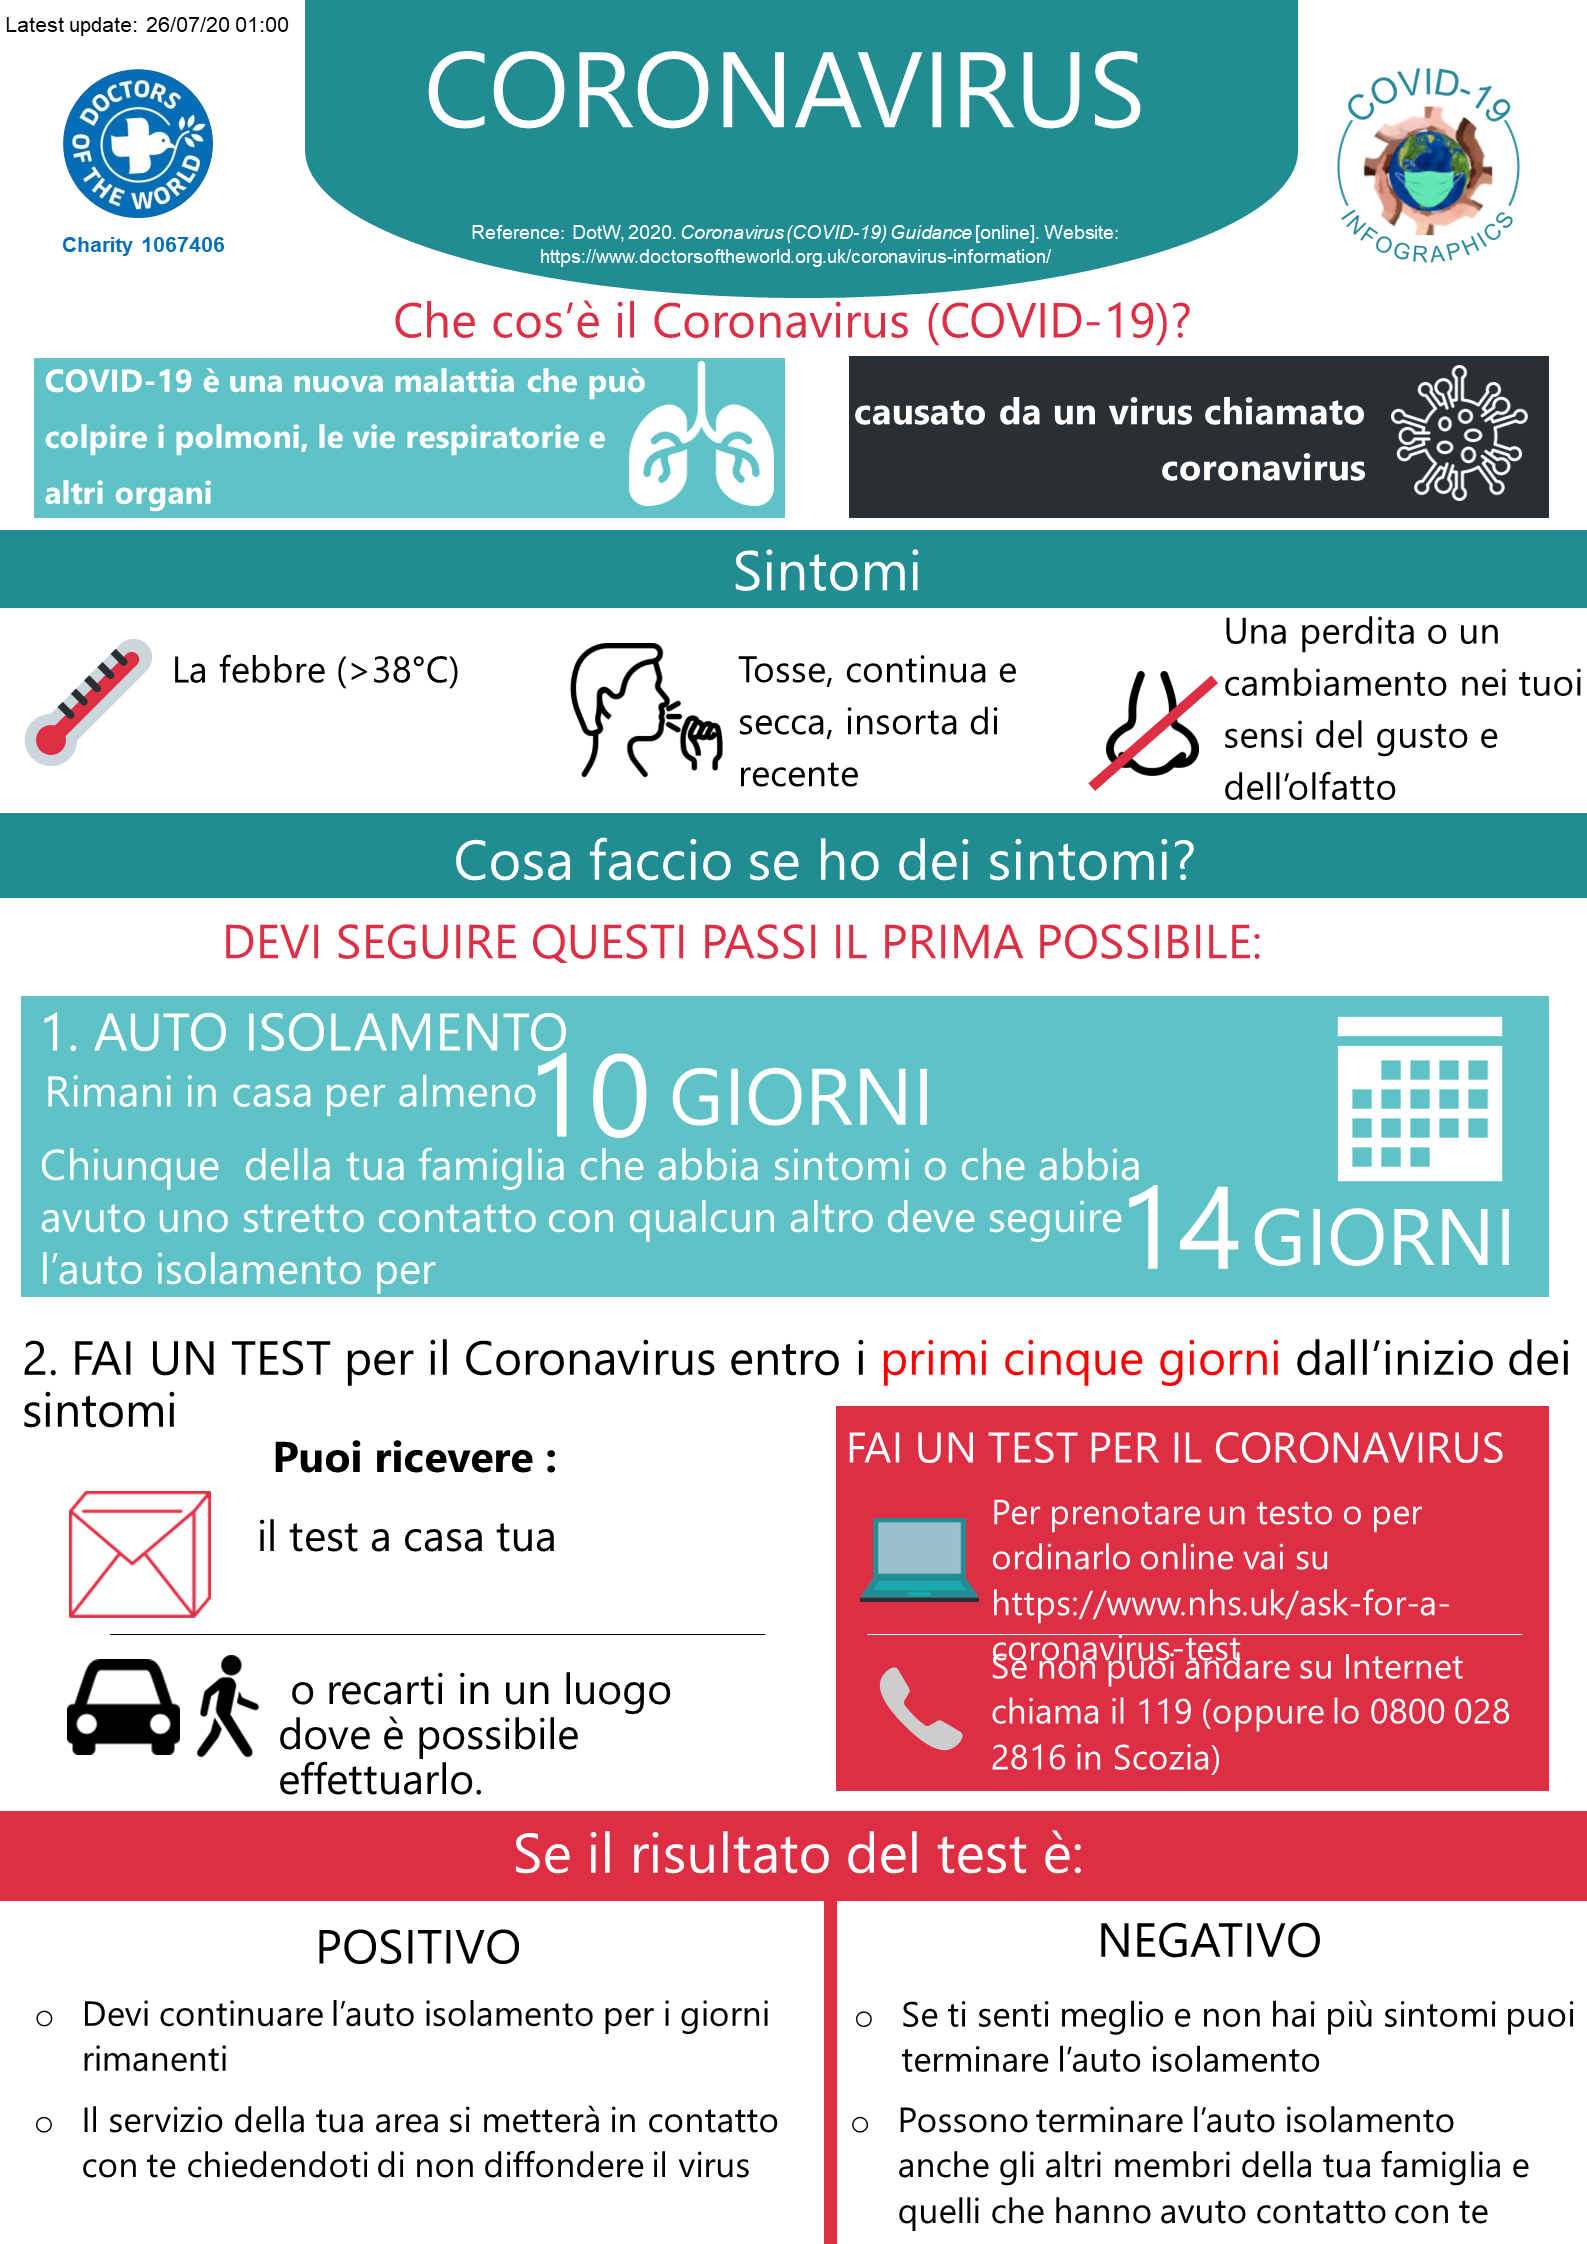 Latest update: 26/07/20 01:00
DOCTORS OF THE WORLD
Charity 1067406
CORONAVIRUS
Reference: DotW, 2020. Coronavirus (COVID-19) Guidance [online]. Website:
https://www.doctorsoftheworld.org.uk/coronavirus-information/
COVID-19
INFOGRAPHICS
Che cos’è il Coronavirus (COVID-19)?
COVID-19 è una nuova malattia che può
colpire i polmoni, le vie respiratorie e
altri organi
causato da un virus chiamato
coronavirus
Sintomi
La febbre (>38°C)
Tosse, continua e
secca, insorta di
recente
Una perdita o un
cambiamento nei tuoi
sensi del gusto e
dell’olfatto
Cosa faccio se ho dei sintomi?
DEVI SEGUIRE QUESTI PASSI IL PRIMA POSSIBILE:
1. AUTO ISOLAMENTO
Rimani in casa per almeno 10 GIORNI
Chiunque  della tua famiglia che abbia sintomi o che abbia
avuto uno stretto contatto con qualcun altro deve seguire 14 GIORNI
l’auto isolamento per
2. FAI UN TEST per il Coronavirus entro i primi cinque giorni dall’inizio dei
sintomi
Puoi ricevere :
il test a casa tua
o recarti in un luogo
dove è possibile
effettuarlo.
FAI UN TEST PER IL CORONAVIRUS
Per prenotare un testo o per
ordinarlo online vai su
https://www.nhs.uk/ask-for-a-
coronavirus-test
Se non puoi andare su Internet
chiama il 119 (oppure lo 0800 028
2816 in Scozia)
Se il risultato del test è:
POSITIVO
o Devi continuare l’auto isolamento per i giorni
rimanenti
o Il servizio della tua area si metterà in contatto
con te chiedendoti di non diffondere il virus
NEGATIVO
o Se ti senti meglio e non hai più sintomi puoi
terminare l’auto isolamento
o Possono terminare l’auto isolamento
anche gli altri membri della tua famiglia e
quelli che hanno avuto contatto con te